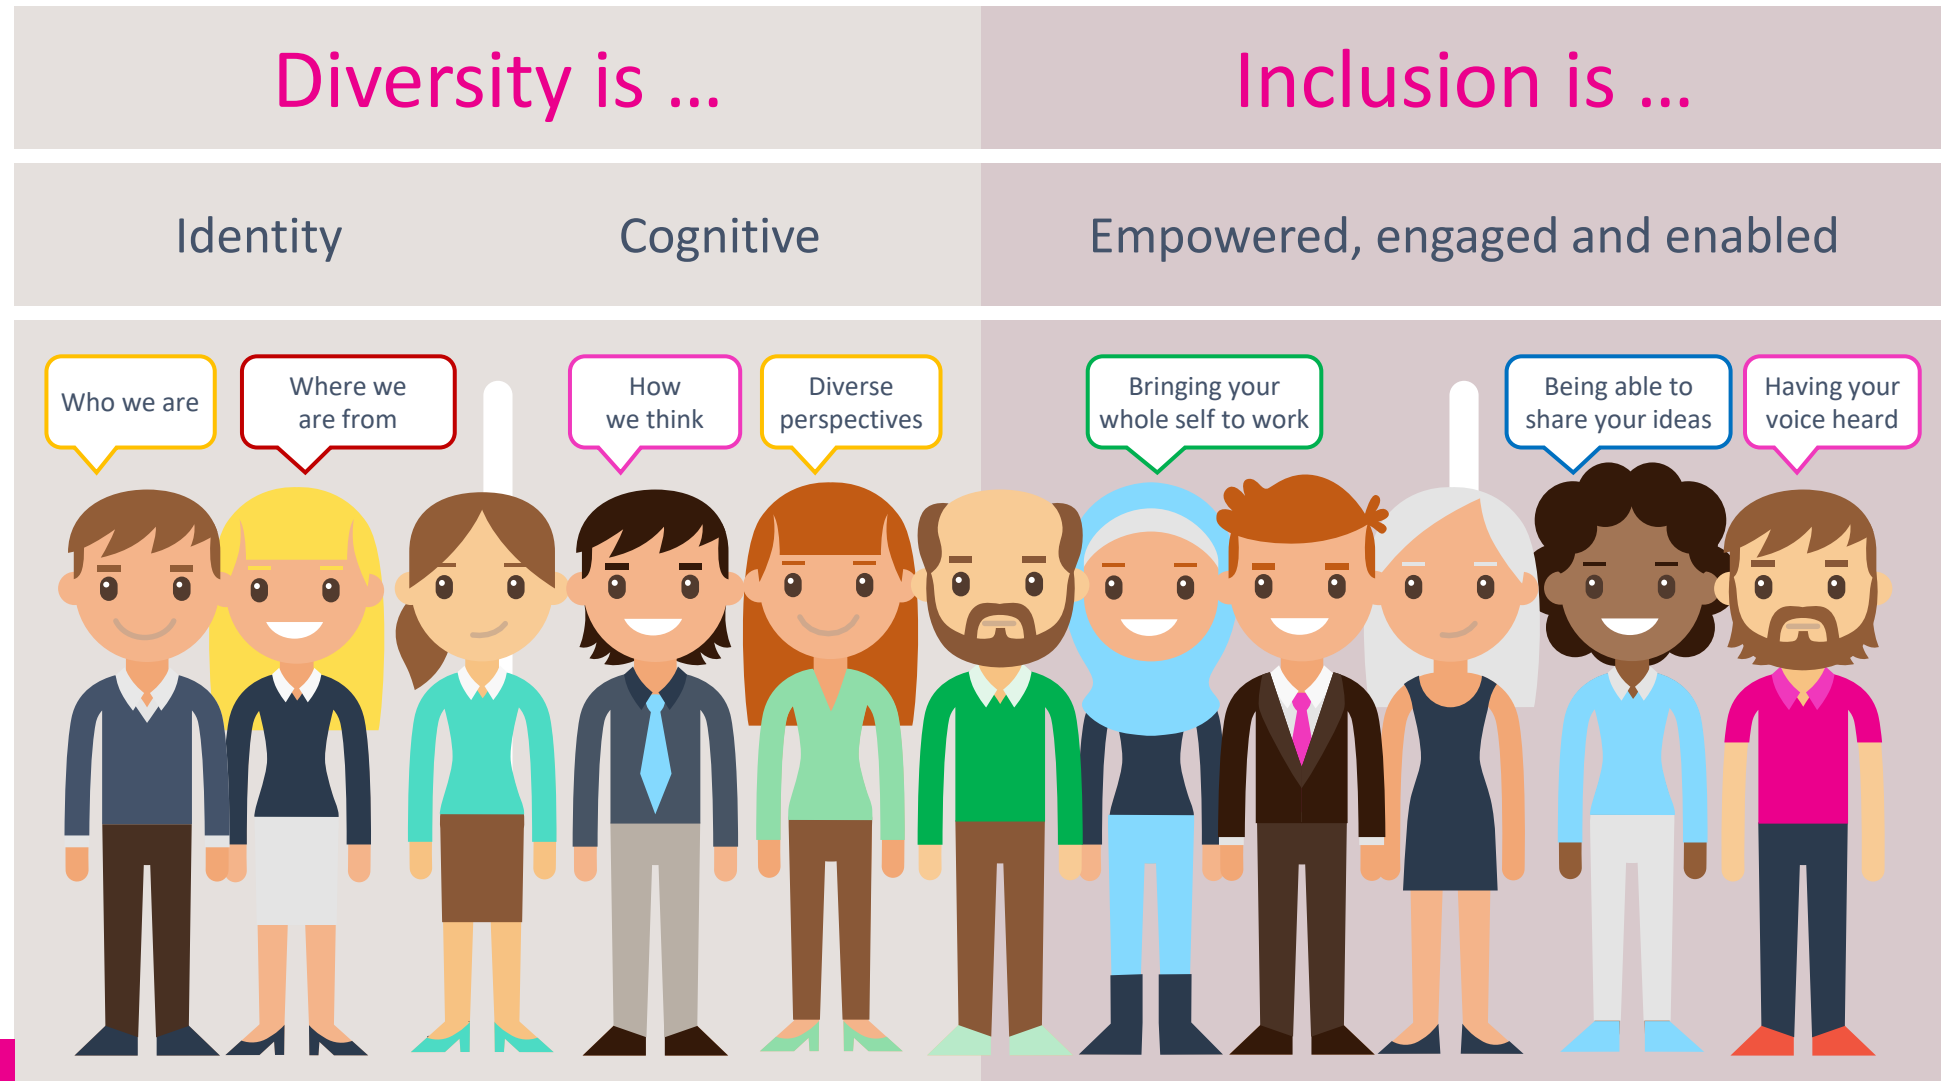 Diversity is ...
Inclusion is ...
Identity
Cognitive
Empowered, engaged and enabled
Who we are
Where we
are from
How
we think
Diverse
perspectives
Bringing your
whole self to work
Being able to
share your ideas
Having your
voice heard